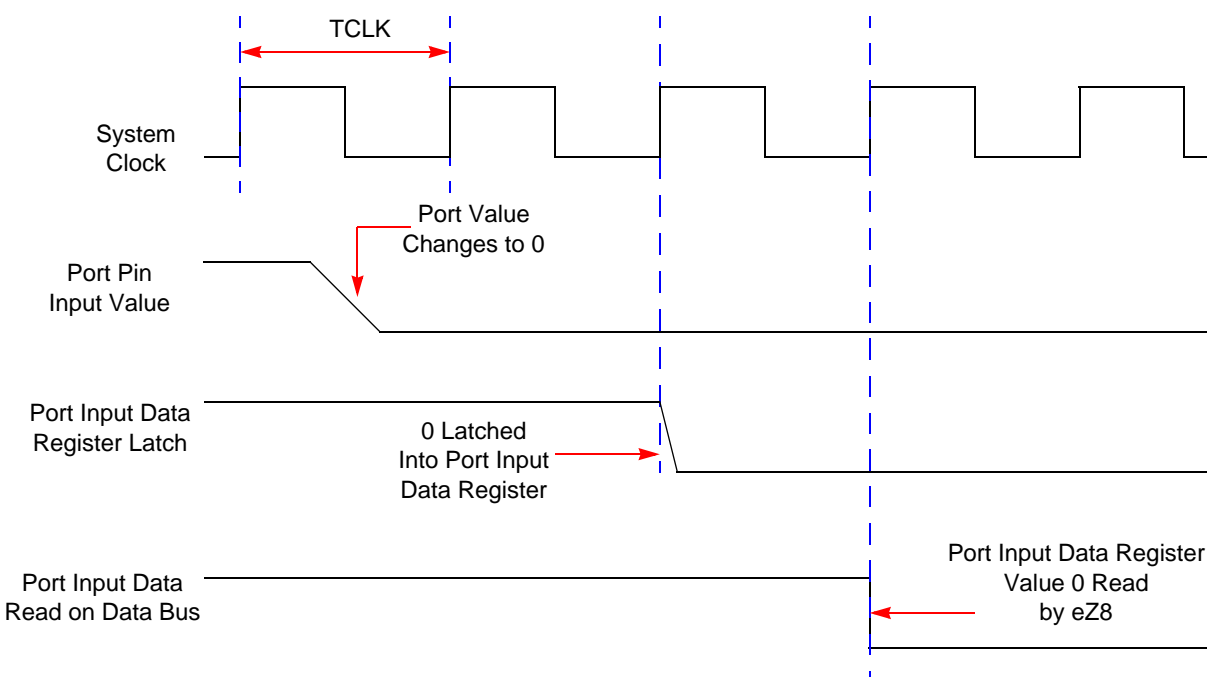 TCLK
System
Clock
Port Value
Changes to 0
Port Pin
Input Value
Port Input Data
Register Latch
0 Latched
Into Port Input
Data Register
Port Input Data Register
Value 0 Read
by eZ8
Port Input Data
Read on Data Bus